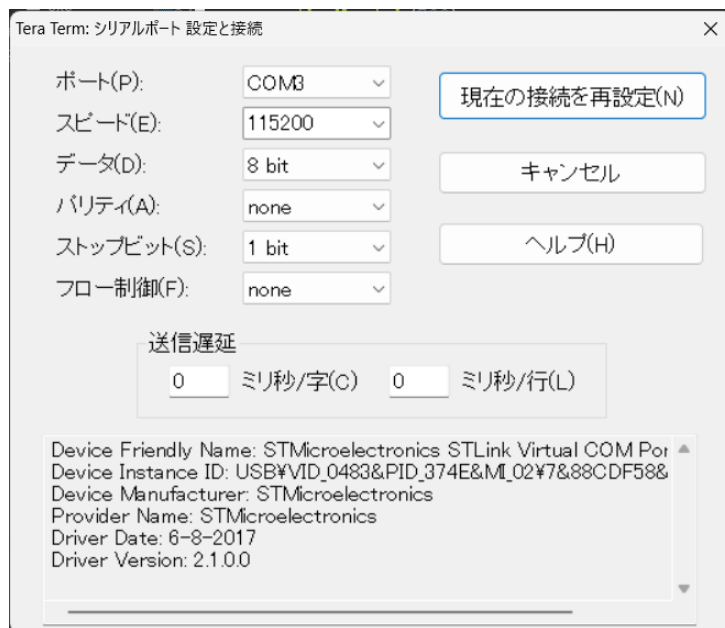 Tera Term: シリアルポート 設定と接続
ポート(P):
COM3
現在の接続を再設定(N)
スピード(E):
115200
データ(D):
8 bit
キャンセル
パリティ(A):
none
ストップビット(S):
1 bit
ヘルプ(H)
フロー制御(F):
none
送信遅延
0
ミリ秒/字(C)
0
ミリ秒/行(L)
Device Friendly Name: STMicroelectronics STLink Virtual COM Por
Device Instance ID: USB¥VID_0483&PID_374E&MI_02¥7&88CDF58&
Device Manufacturer: STMicroelectronics
Provider Name: STMicroelectronics
Driver Date: 6-8-2017
Driver Version: 2.1.0.0